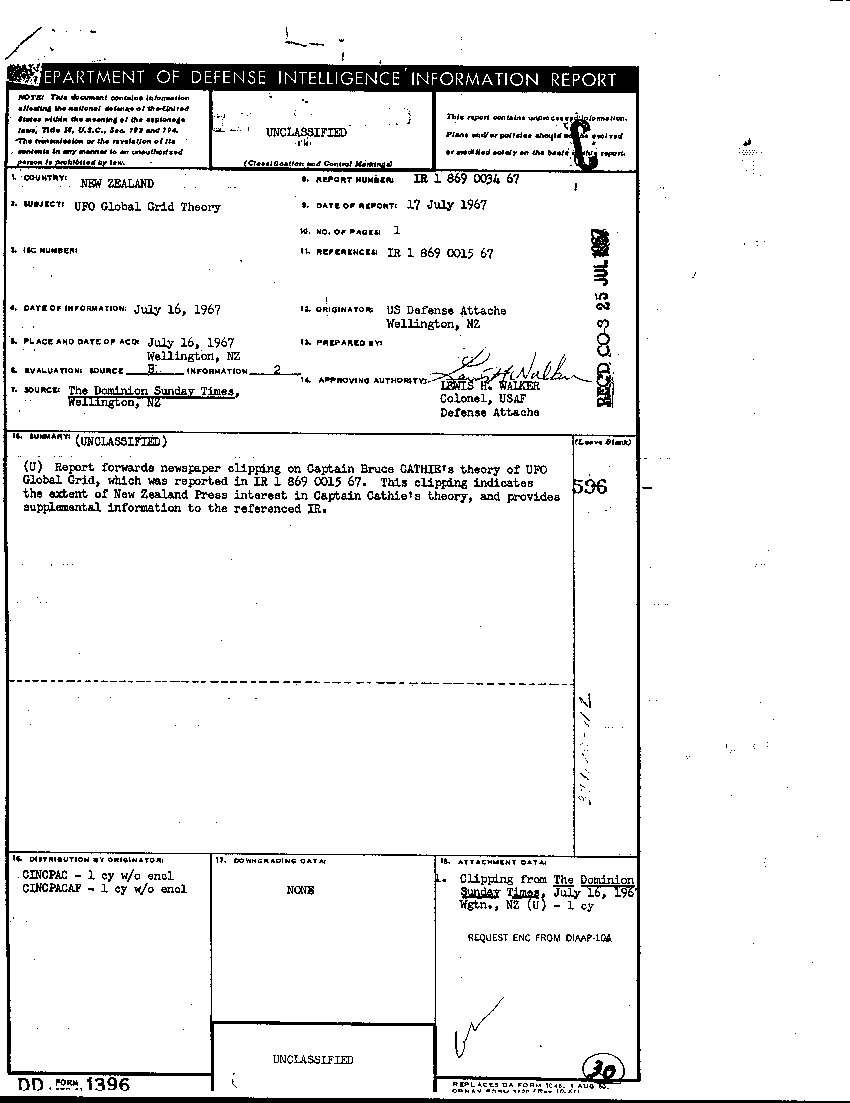 DEPARTMENT OF DEFENSE INTELLIGENCE INFORMATION REPORT
NOTE: This document contains information
affecting the national defense of the United
States within the meaning of the espionage
laws, Title 18, U.S.C., Sec. 793 and 794.
The transmission or the revelation of its
contents in any manner to an unauthorized
person is prohibited by law.
UNCLASSIFIED
(Classification and Control Markings)
This report contains unprocessed information.
Plans and/or policies should not be evolved
or modified solely on the basis of this report.
1. COUNTRY: NEW ZEALAND
8. REPORT NUMBER: IR 1 869 0034 67
2. SUBJECT: UFO Global Grid Theory
9. DATE OF REPORT: 17 July 1967
10. NO. OF PAGES: 1
3. ISC NUMBER:
11. REFERENCES: IR 1 869 0015 67
REC'D CO-3 25 JUL 1967
4. DATE OF INFORMATION: July 16, 1967
12. ORIGINATOR: US Defense Attache
Wellington, NZ
5. PLACE AND DATE OF ACQ: July 16, 1967
Wellington, NZ
13. PREPARED BY:
6. EVALUATION: SOURCE B INFORMATION 2
14. APPROVING AUTHORITY:
Lewis H. Walker
LEWIS H. WALKER
Colonel, USAF
Defense Attache
7. SOURCE: The Dominion Sunday Times,
Wellington, NZ
15. SUMMARY: (UNCLASSIFIED)
(Leave Blank)
(U) Report forwards newspaper clipping on Captain Bruce CATHIE's theory of UFO
Global Grid, which was reported in IR 1 869 0015 67. This clipping indicates
the extent of New Zealand Press interest in Captain Cathie's theory, and provides
supplemental information to the referenced IR.
596
16. DISTRIBUTION BY ORIGINATOR:
CINCPAC - 1 cy w/o encl
CINCPACAF - 1 cy w/o encl
17. DOWNGRADING DATA:
NONE
18. ATTACHMENT DATA:
1. Clipping from The Dominion
Sunday Times, July 16, 196
Wgtn., NZ (U) - 1 cy
REQUEST ENC FROM DIAAP-10A
UNCLASSIFIED
30
DD FORM 1396
REPLACES DA FORM 1048, 1 AUG